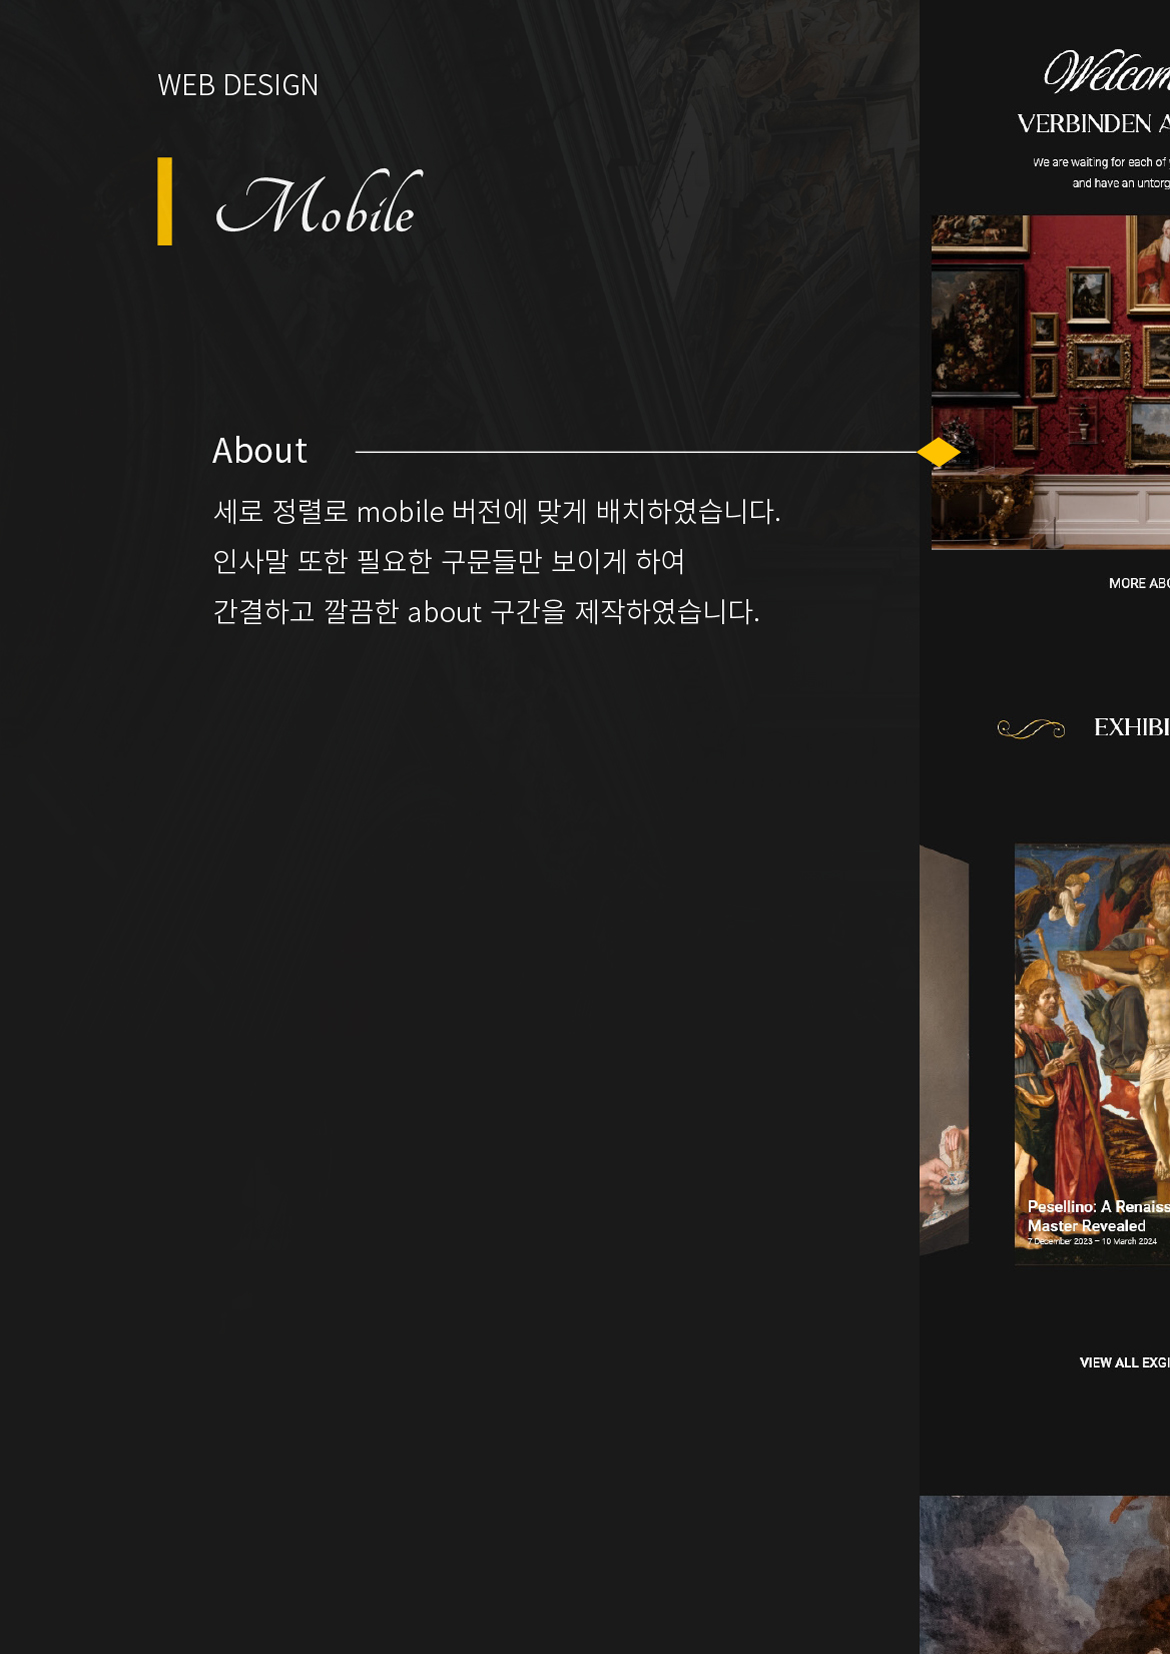 WEB DESIGN
Mobile
About
세로 정렬로 mobile 버전에 맞게 배치하였습니다.
인사말 또한 필요한 구문들만 보이게 하여
간결하고 깔끔한 about 구간을 제작하였습니다.
Welcom
VERBINDEN A
We are waiting for each of
and have an untorg
MORE ABO
EXHIBI
Pesellino: A Renaiss
Master Revealed
7 December 2023 – 10 March 2024
VIEW ALL EXGI